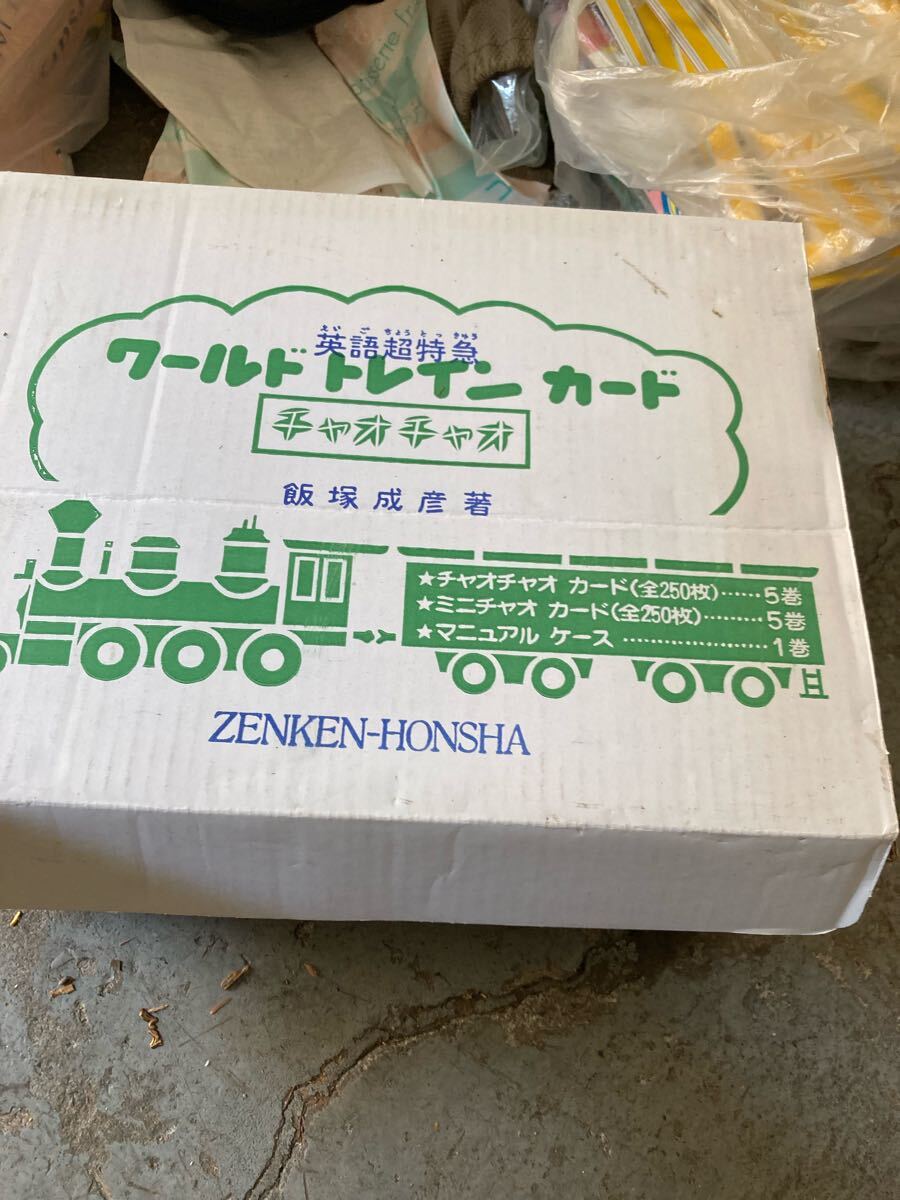 えいごちょうとっきゅう
英語超特急
ワールド トレイン カード
チャオチャオ
飯塚成彦著
★チャオチャオ カード(全250枚)……5巻
★ミニチャオ カード(全250枚)………5巻
★マニュアル ケース …………………1巻
ZENKEN-HONSHA